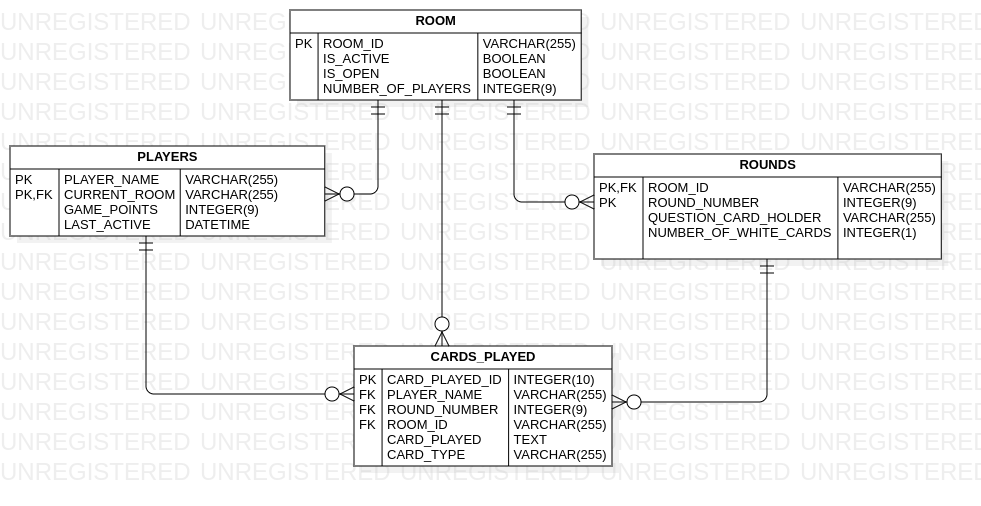 ROOM
PK ROOM_ID VARCHAR(255)
IS_ACTIVE BOOLEAN
IS_OPEN BOOLEAN
NUMBER_OF_PLAYERS INTEGER(9)
PLAYERS
PK PLAYER_NAME VARCHAR(255)
PK,FK CURRENT_ROOM VARCHAR(255)
GAME_POINTS INTEGER(9)
LAST_ACTIVE DATETIME
ROUNDS
PK,FK ROOM_ID VARCHAR(255)
PK ROUND_NUMBER INTEGER(9)
QUESTION_CARD_HOLDER VARCHAR(255)
NUMBER_OF_WHITE_CARDS INTEGER(1)
CARDS_PLAYED
PK CARD_PLAYED_ID INTEGER(10)
FK PLAYER_NAME VARCHAR(255)
FK ROUND_NUMBER INTEGER(9)
FK ROOM_ID VARCHAR(255)
CARD_PLAYED TEXT
CARD_TYPE VARCHAR(255)
UNREGISTERED UNREGISTERED UNREGISTERED UNREGISTERED UNREGISTERED